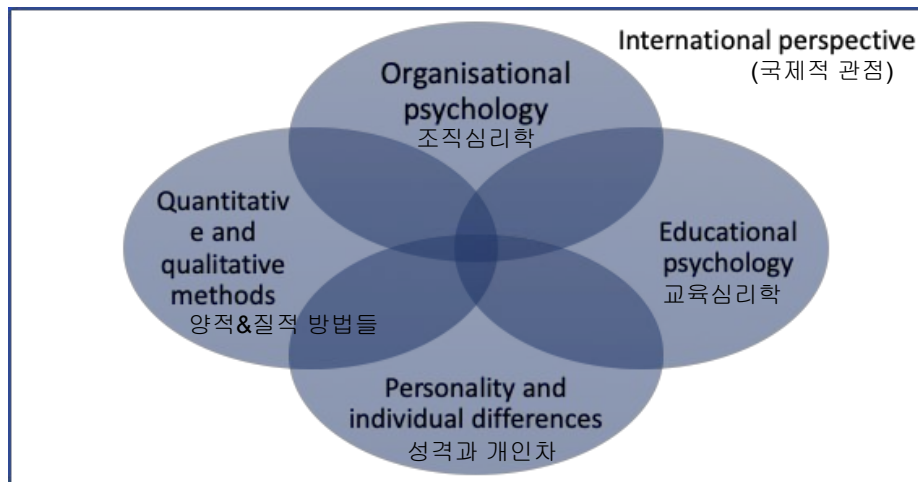 International perspective
(국제적 관점)
Organisational
psychology
조직심리학
Quantitativ
e and
qualitative
methods
양적&질적 방법들
Educational
psychology
교육심리학
Personality and
individual differences
성격과 개인차